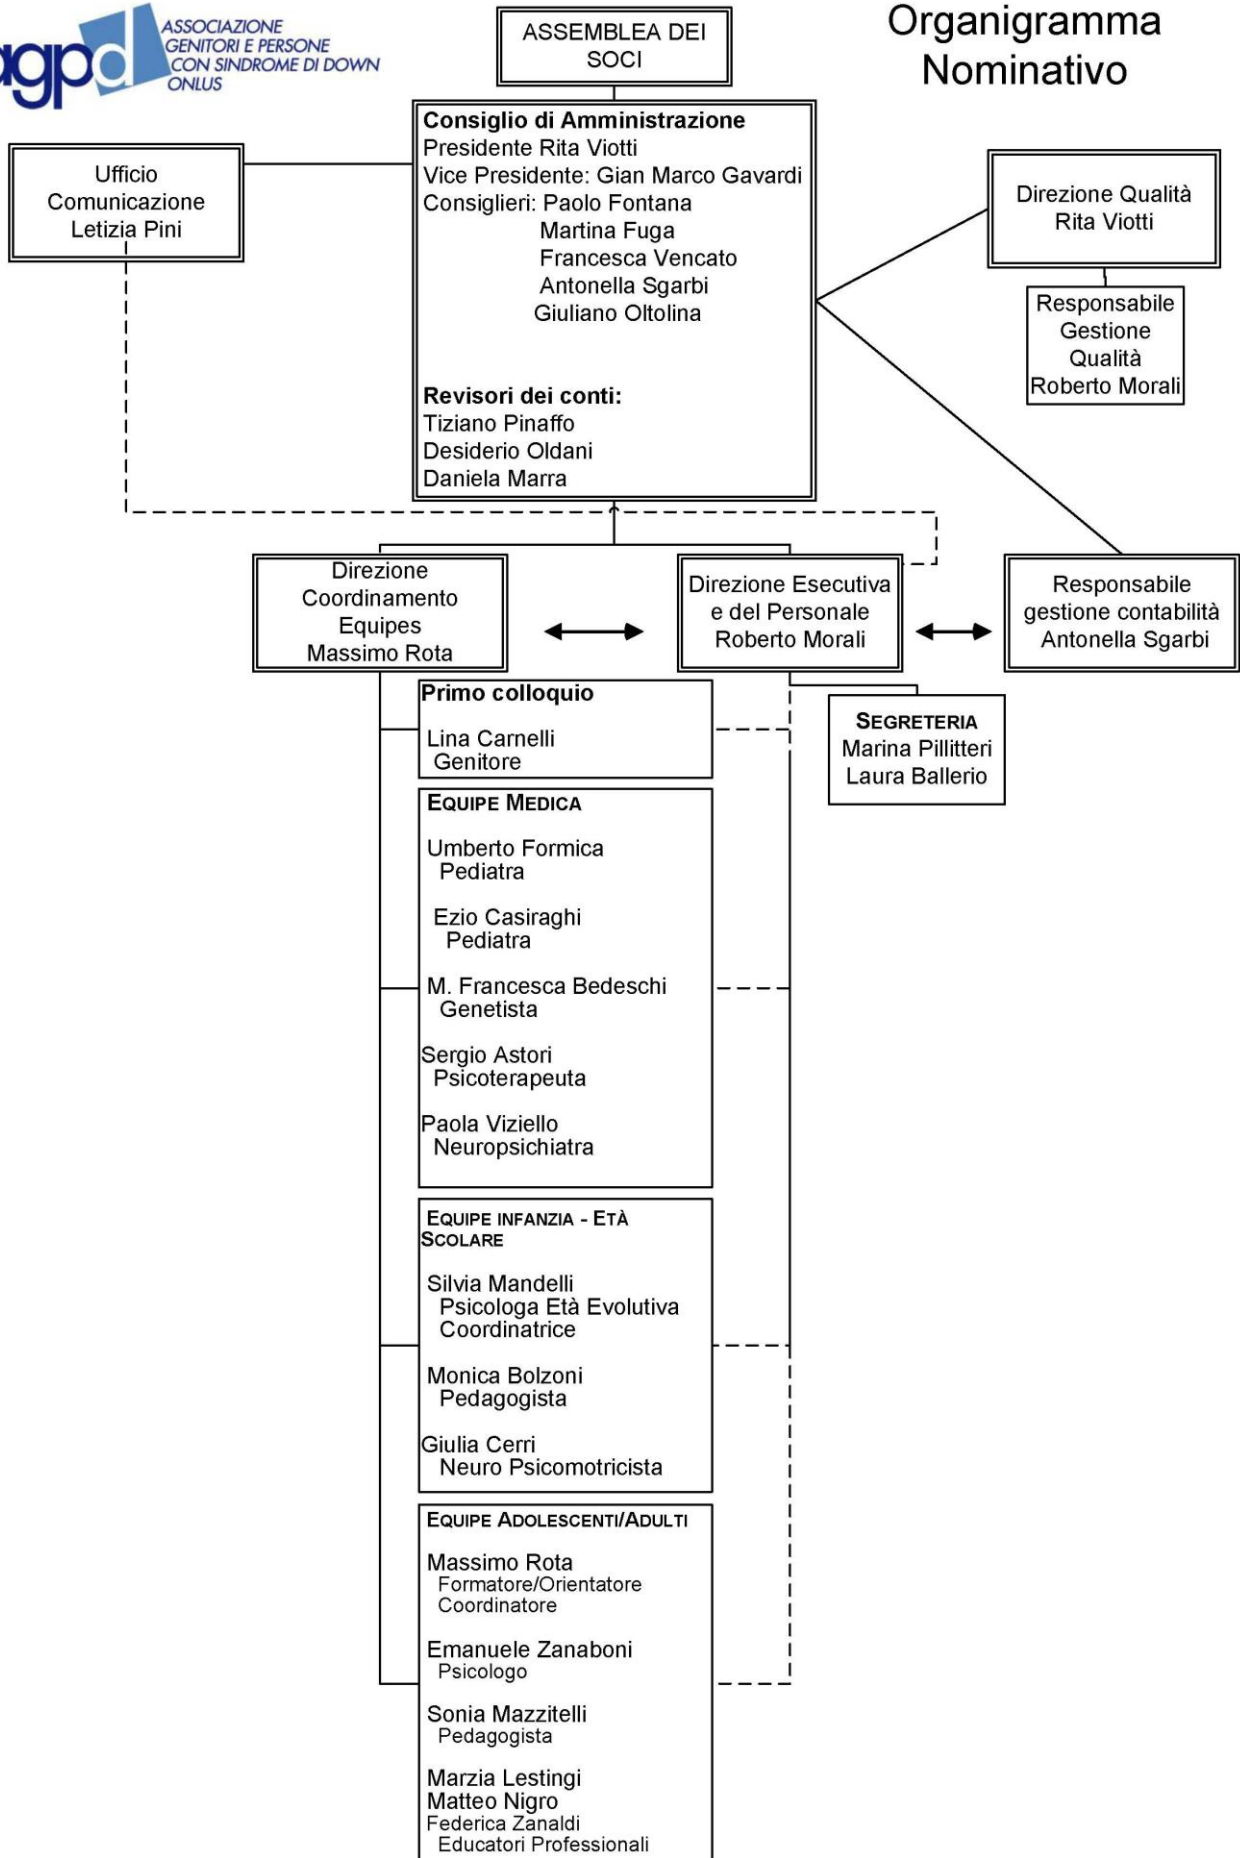 agpd
ASSOCIAZIONE
GENITORI E PERSONE
CON SINDROME DI DOWN
ONLUS
ASSEMBLEA DEI
SOCI
Organigramma
Nominativo
Ufficio
Comunicazione
Letizia Pini
Consiglio di Amministrazione
Presidente Rita Viotti
Vice Presidente: Gian Marco Gavardi
Consiglieri: Paolo Fontana
Martina Fuga
Francesca Vencato
Antonella Sgarbi
Giuliano Oltolina
Revisori dei conti:
Tiziano Pinaffo
Desiderio Oldani
Daniela Marra
Direzione Qualità
Rita Viotti
Responsabile
Gestione
Qualità
Roberto Morali
Direzione
Coordinamento
Equipes
Massimo Rota
Direzione Esecutiva
e del Personale
Roberto Morali
Responsabile
gestione contabilità
Antonella Sgarbi
Primo colloquio
Lina Carnelli
Genitore
SEGRETERIA
Marina Pillitteri
Laura Ballerio
EQUIPE MEDICA
Umberto Formica
Pediatra
Ezio Casiraghi
Pediatra
M. Francesca Bedeschi
Genetista
Sergio Astori
Psicoterapeuta
Paola Viziello
Neuropsichiatra
EQUIPE INFANZIA - ETÀ
SCOLARE
Silvia Mandelli
Psicologa Età Evolutiva
Coordinatrice
Monica Bolzoni
Pedagogista
Giulia Cerri
Neuro Psicomotricista
EQUIPE ADOLESCENTI/ADULTI
Massimo Rota
Formatore/Orientatore
Coordinatore
Emanuele Zanaboni
Psicologo
Sonia Mazzitelli
Pedagogista
Marzia Lestingi
Matteo Nigro
Federica Zanaldi
Educatori Professionali